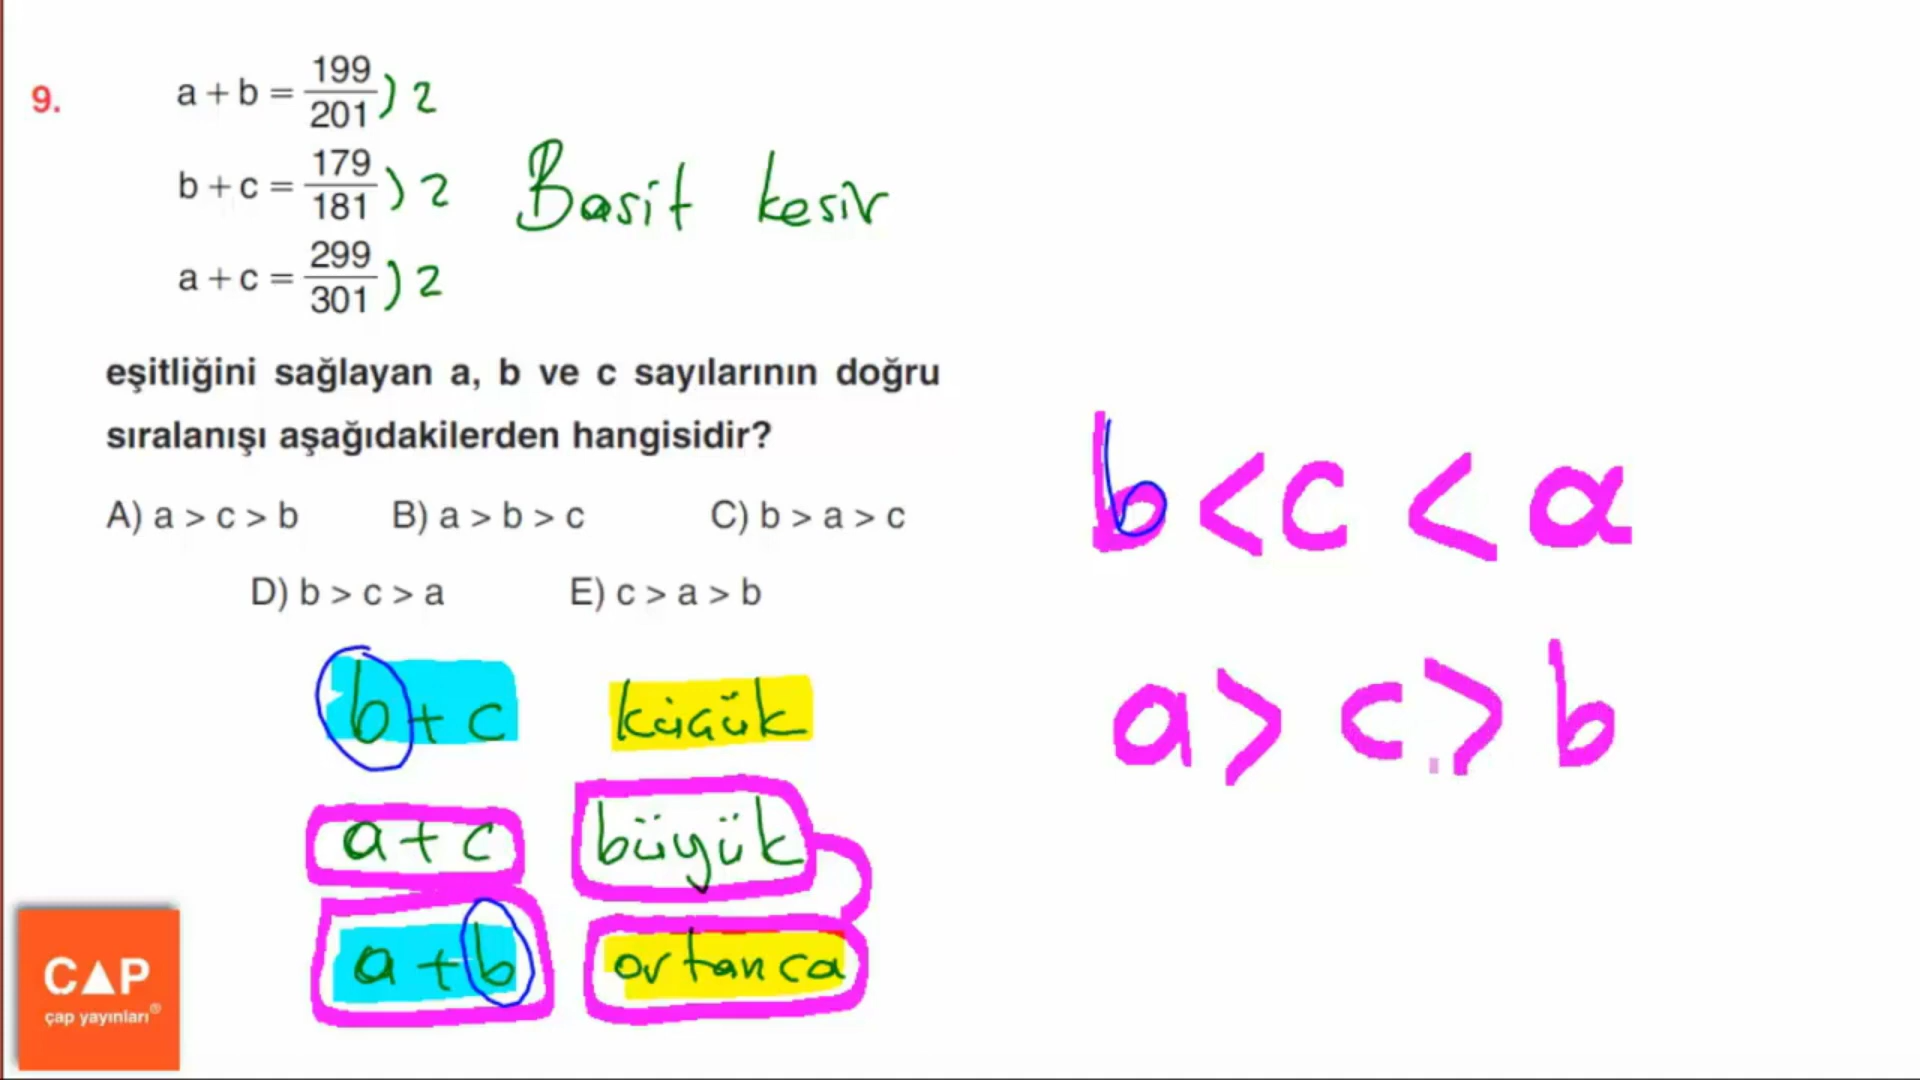 9. a + b = 199/201 ) 2
b + c = 179/181 ) 2 Basit kesir
a + c = 299/301 ) 2
eşitliğini sağlayan a, b ve c sayılarının doğru
sıralanışı aşağıdakilerden hangisidir?
A) a > c > b B) a > b > c C) b > a > c
D) b > c > a E) c > a > b
b < c < a
a > c > b
b + c küçük
a + c büyük
a + b ortanca
CAP
çap yayınları®